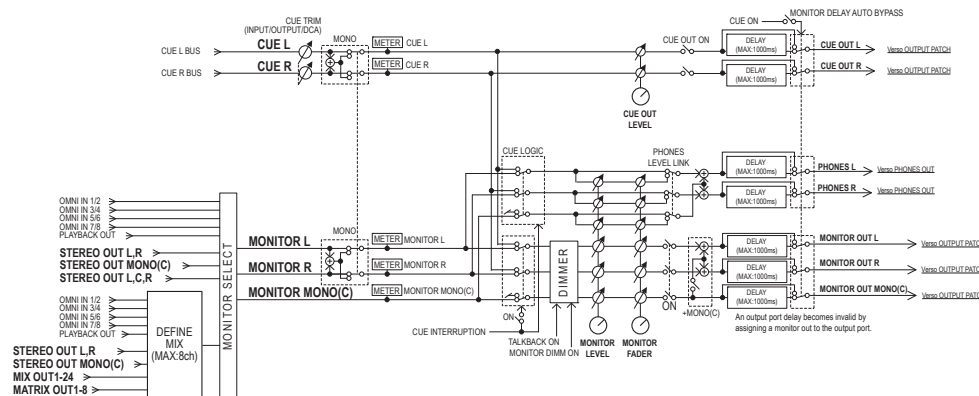 CUE TRIM
(INPUT/OUTPUT/DCA)
MONO
CUE L BUS
CUE L
METER CUE L
CUE R BUS
CUE R
METER CUE R
CUE OUT ON
CUE ON
MONITOR DELAY AUTO BYPASS
DELAY
(MAX:1000ms)
CUE OUT L
Verso OUTPUT PATCH
DELAY
(MAX:1000ms)
CUE OUT R
Verso OUTPUT PATCH
CUE OUT
LEVEL
CUE LOGIC
PHONES
LEVEL LINK
DELAY
(MAX:1000ms)
PHONES L
Verso PHONES OUT
DELAY
(MAX:1000ms)
PHONES R
Verso PHONES OUT
OMNI IN 1/2
OMNI IN 3/4
OMNI IN 5/6
OMNI IN 7/8
PLAYBACK OUT
STEREO OUT L,R
STEREO OUT MONO(C)
STEREO OUT L,C,R
OMNI IN 1/2
OMNI IN 3/4
OMNI IN 5/6
OMNI IN 7/8
PLAYBACK OUT
STEREO OUT L,R
STEREO OUT MONO(C)
MIX OUT1-24
MATRIX OUT1-8
DEFINE
MIX
(MAX:8ch)
MONITOR SELECT
MONO
MONITOR L
METER MONITOR L
MONITOR R
METER MONITOR R
MONITOR MONO(C)
METER MONITOR MONO(C)
ON
CUE INTERRUPTION
DIMMER
TALKBACK ON
MONITOR DIMM ON
MONITOR
LEVEL
MONITOR
FADER
ON
+MONO(C)
DELAY
(MAX:1000ms)
MONITOR OUT L
Verso OUTPUT PATC
DELAY
(MAX:1000ms)
MONITOR OUT R
Verso OUTPUT PATC
DELAY
(MAX:1000ms)
MONITOR OUT MONO(C)
Verso OUTPUT PATC
An output port delay becomes invalid by
assigning a monitor out to the output port.